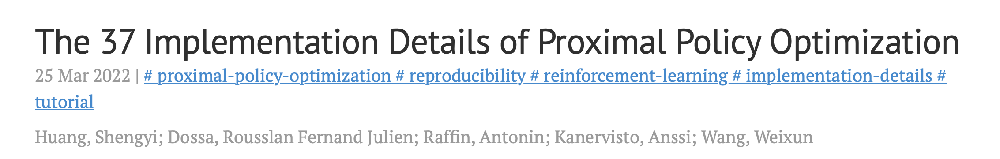 The 37 Implementation Details of Proximal Policy Optimization
25 Mar 2022 | # proximal-policy-optimization # reproducibility # reinforcement-learning # implementation-details #
tutorial
Huang, Shengyi; Dossa, Rousslan Fernand Julien; Raffin, Antonin; Kanervisto, Anssi; Wang, Weixun